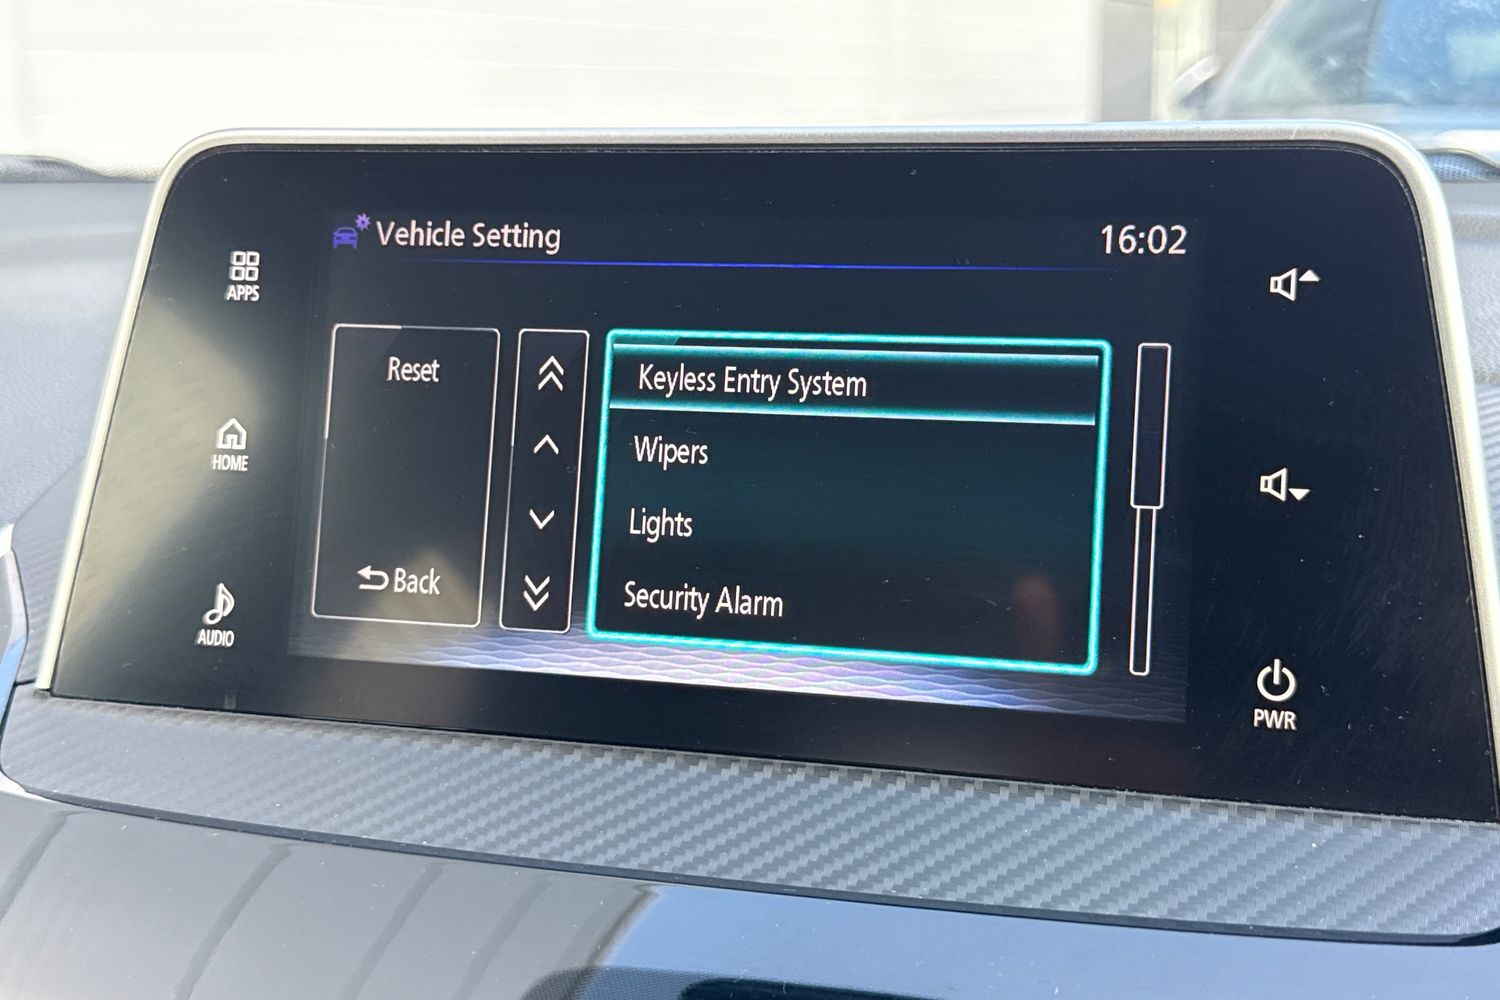 Vehicle Setting
16:02
APPS
HOME
AUDIO
Reset
Back
Keyless Entry System
Wipers
Lights
Security Alarm
PWR